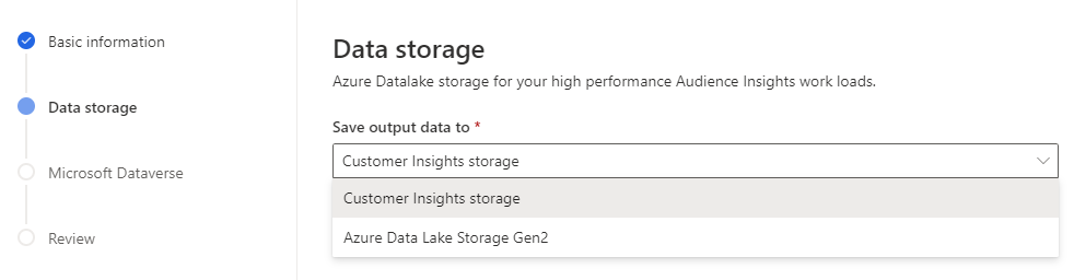 Basic information
Data storage
Microsoft Dataverse
Review
Data storage
Azure Datalake storage for your high performance Audience Insights work loads.
Save output data to *
Customer Insights storage
Customer Insights storage
Azure Data Lake Storage Gen2